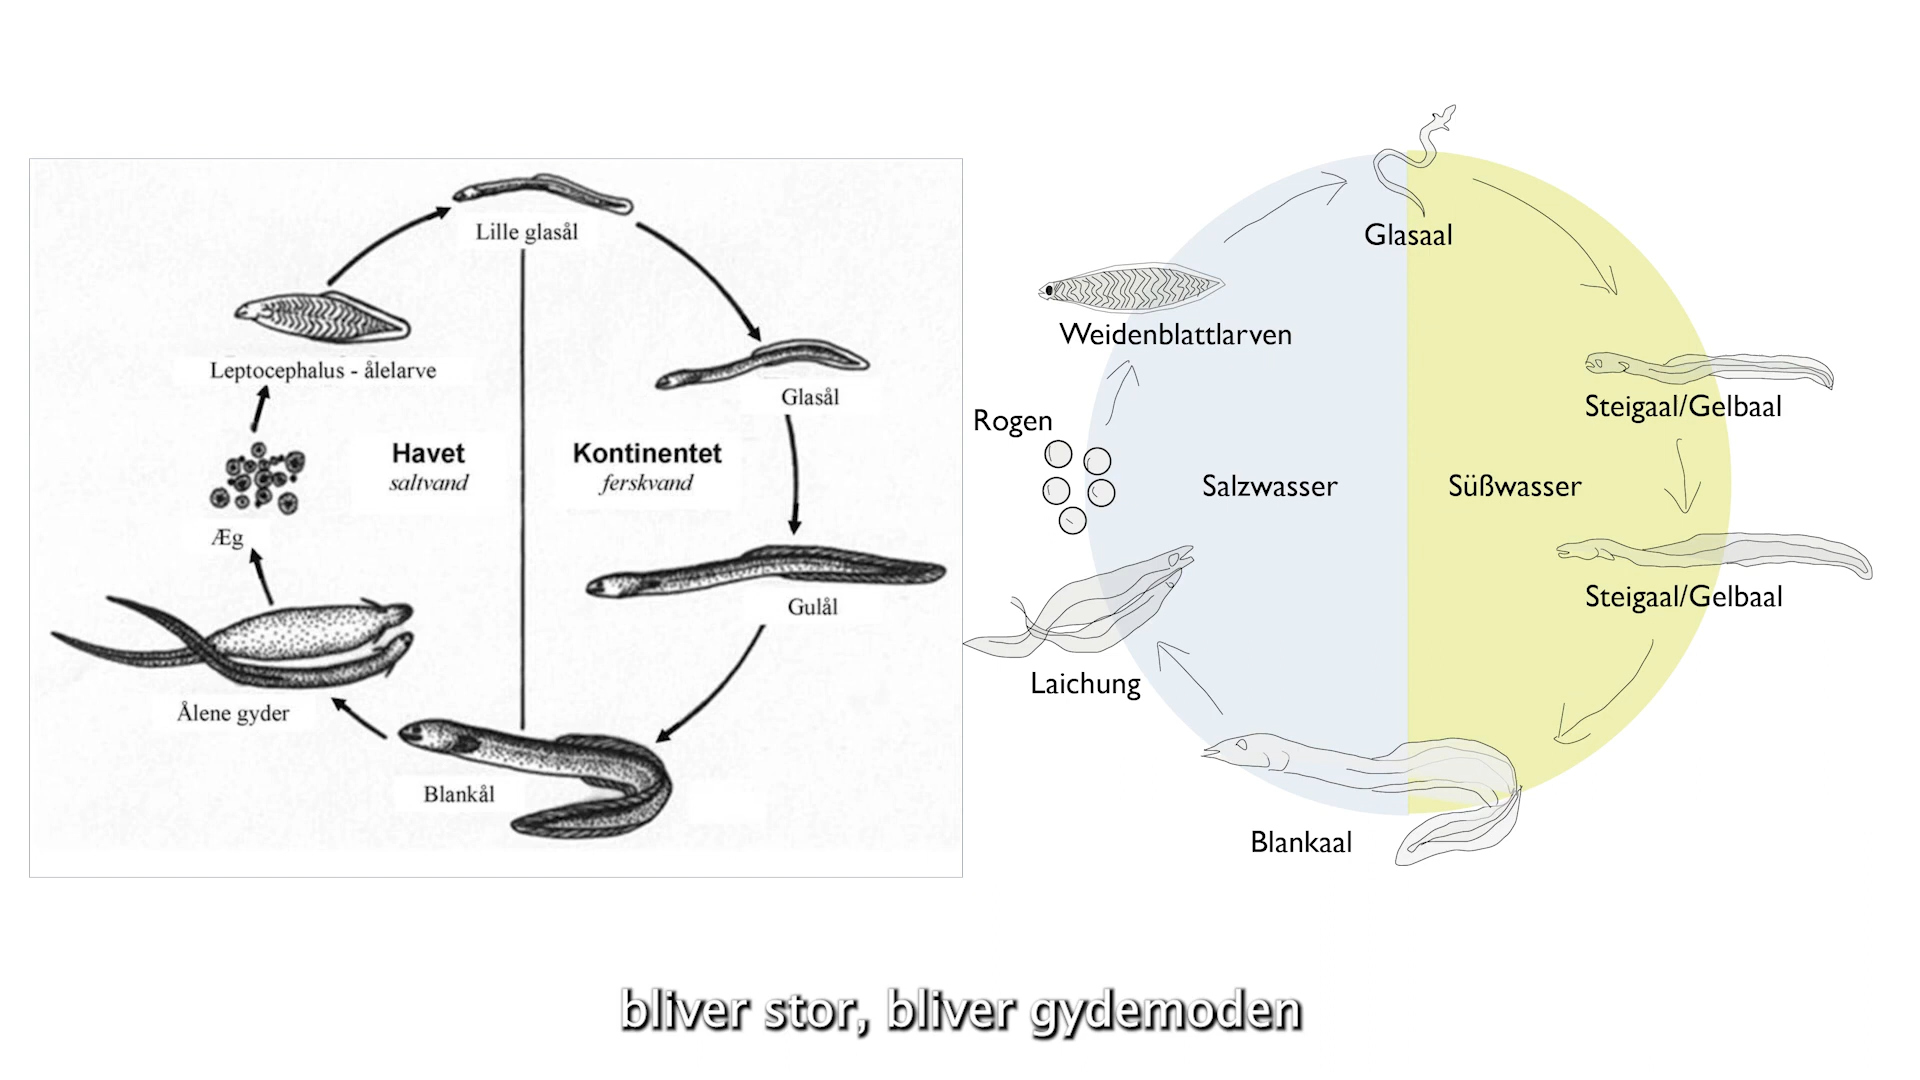 Lille glasål
Leptocephalus - ålelarve
Glasål
Havet
saltvand
Kontinentet
ferskvand
Æg
Gulål
Ålene gyder
Blankål
Glasaal
Weidenblattlarven
Steigaal/Gelbaal
Rogen
Salzwasser
Süßwasser
Steigaal/Gelbaal
Laichung
Blankaal
bliver stor, bliver gydemoden